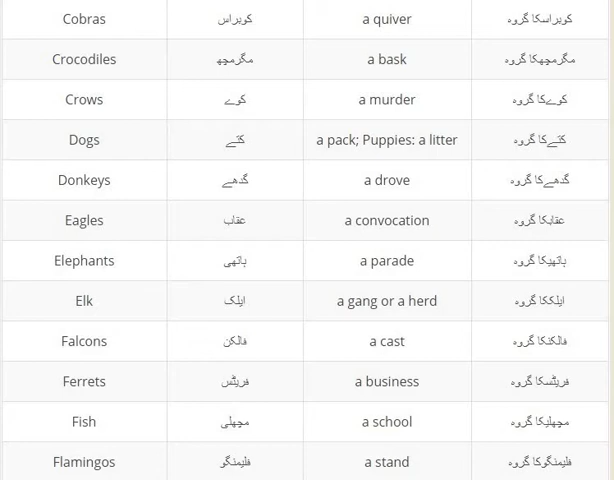 Cobras کوبراس a quiver کوبراسکا گروہ
Crocodiles مگرمچھ a bask مگرمچھکا گروہ
Crows کوے a murder کوےکا گروہ
Dogs کتے a pack; Puppies: a litter کتےکا گروہ
Donkeys گدھے a drove گدھےکا گروہ
Eagles عقاب a convocation عقابکا گروہ
Elephants ہاتھی a parade ہاتھیکا گروہ
Elk ایلک a gang or a herd ایلککا گروہ
Falcons فالکن a cast فالکنکا گروہ
Ferrets فریٹس a business فریٹسکا گروہ
Fish مچھلی a school مچھلیکا گروہ
Flamingos فلیمنگو a stand فلیمنگوکا گروہ